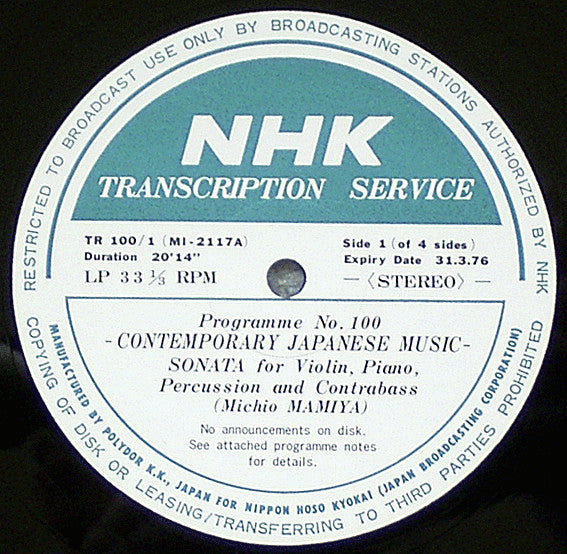 RESTRICTED TO BROADCAST USE ONLY BY BROADCASTING STATIONS AUTHORIZED BY NHK
NHK
TRANSCRIPTION SERVICE
TR 100/1 (MI-2117A)
Duration 20'14"
LP 33 1/3 RPM
Side 1 (of 4 sides)
Expiry Date 31.3.76
— 〈STEREO〉 —
Programme No. 100
- CONTEMPORARY JAPANESE MUSIC -
SONATA for Violin, Piano,
Percussion and Contrabass
(Michio MAMIYA)
No announcements on disk.
See attached programme notes
for details.
MANUFACTURED BY POLYDOR K.K., JAPAN FOR NIPPON HOSO KYOKAI (JAPAN BROADCASTING CORPORATION)
COPYING OF DISK OR LEASING/TRANSFERRING TO THIRD PARTIES PROHIBITED